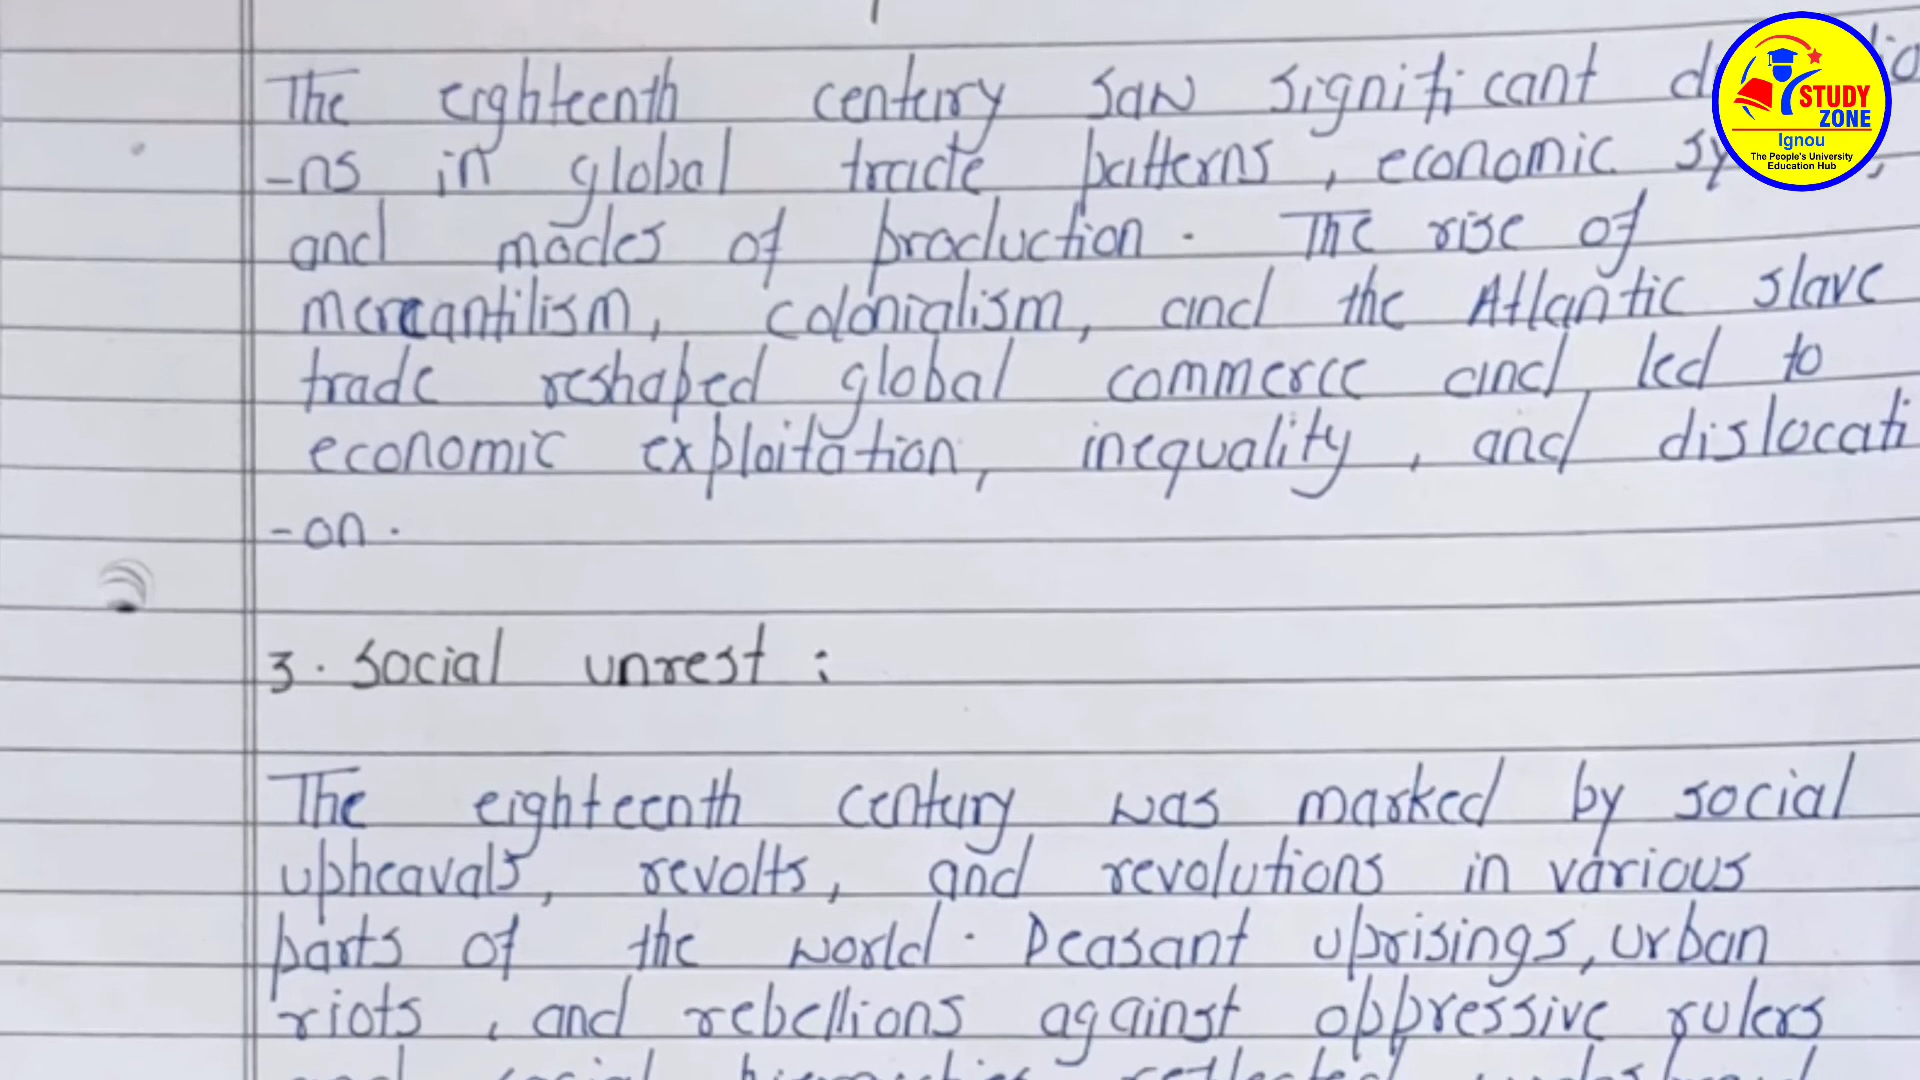 The eighteenth century saw significant
-ns in global trade patterns, economic
and modes of production. The rise of
mercantilism, colonialism, and the Atlantic slave
trade reshaped global commerce and led to
economic exploitation, inequality, and dislocati
-on.
3. Social unrest :
The eighteenth century was marked by social
upheavals, revolts, and revolutions in various
parts of the world. Peasant uprisings, urban
riots, and rebellions against oppressive rulers
STUDY
ZONE
Ignou
The People's University
Education Hub